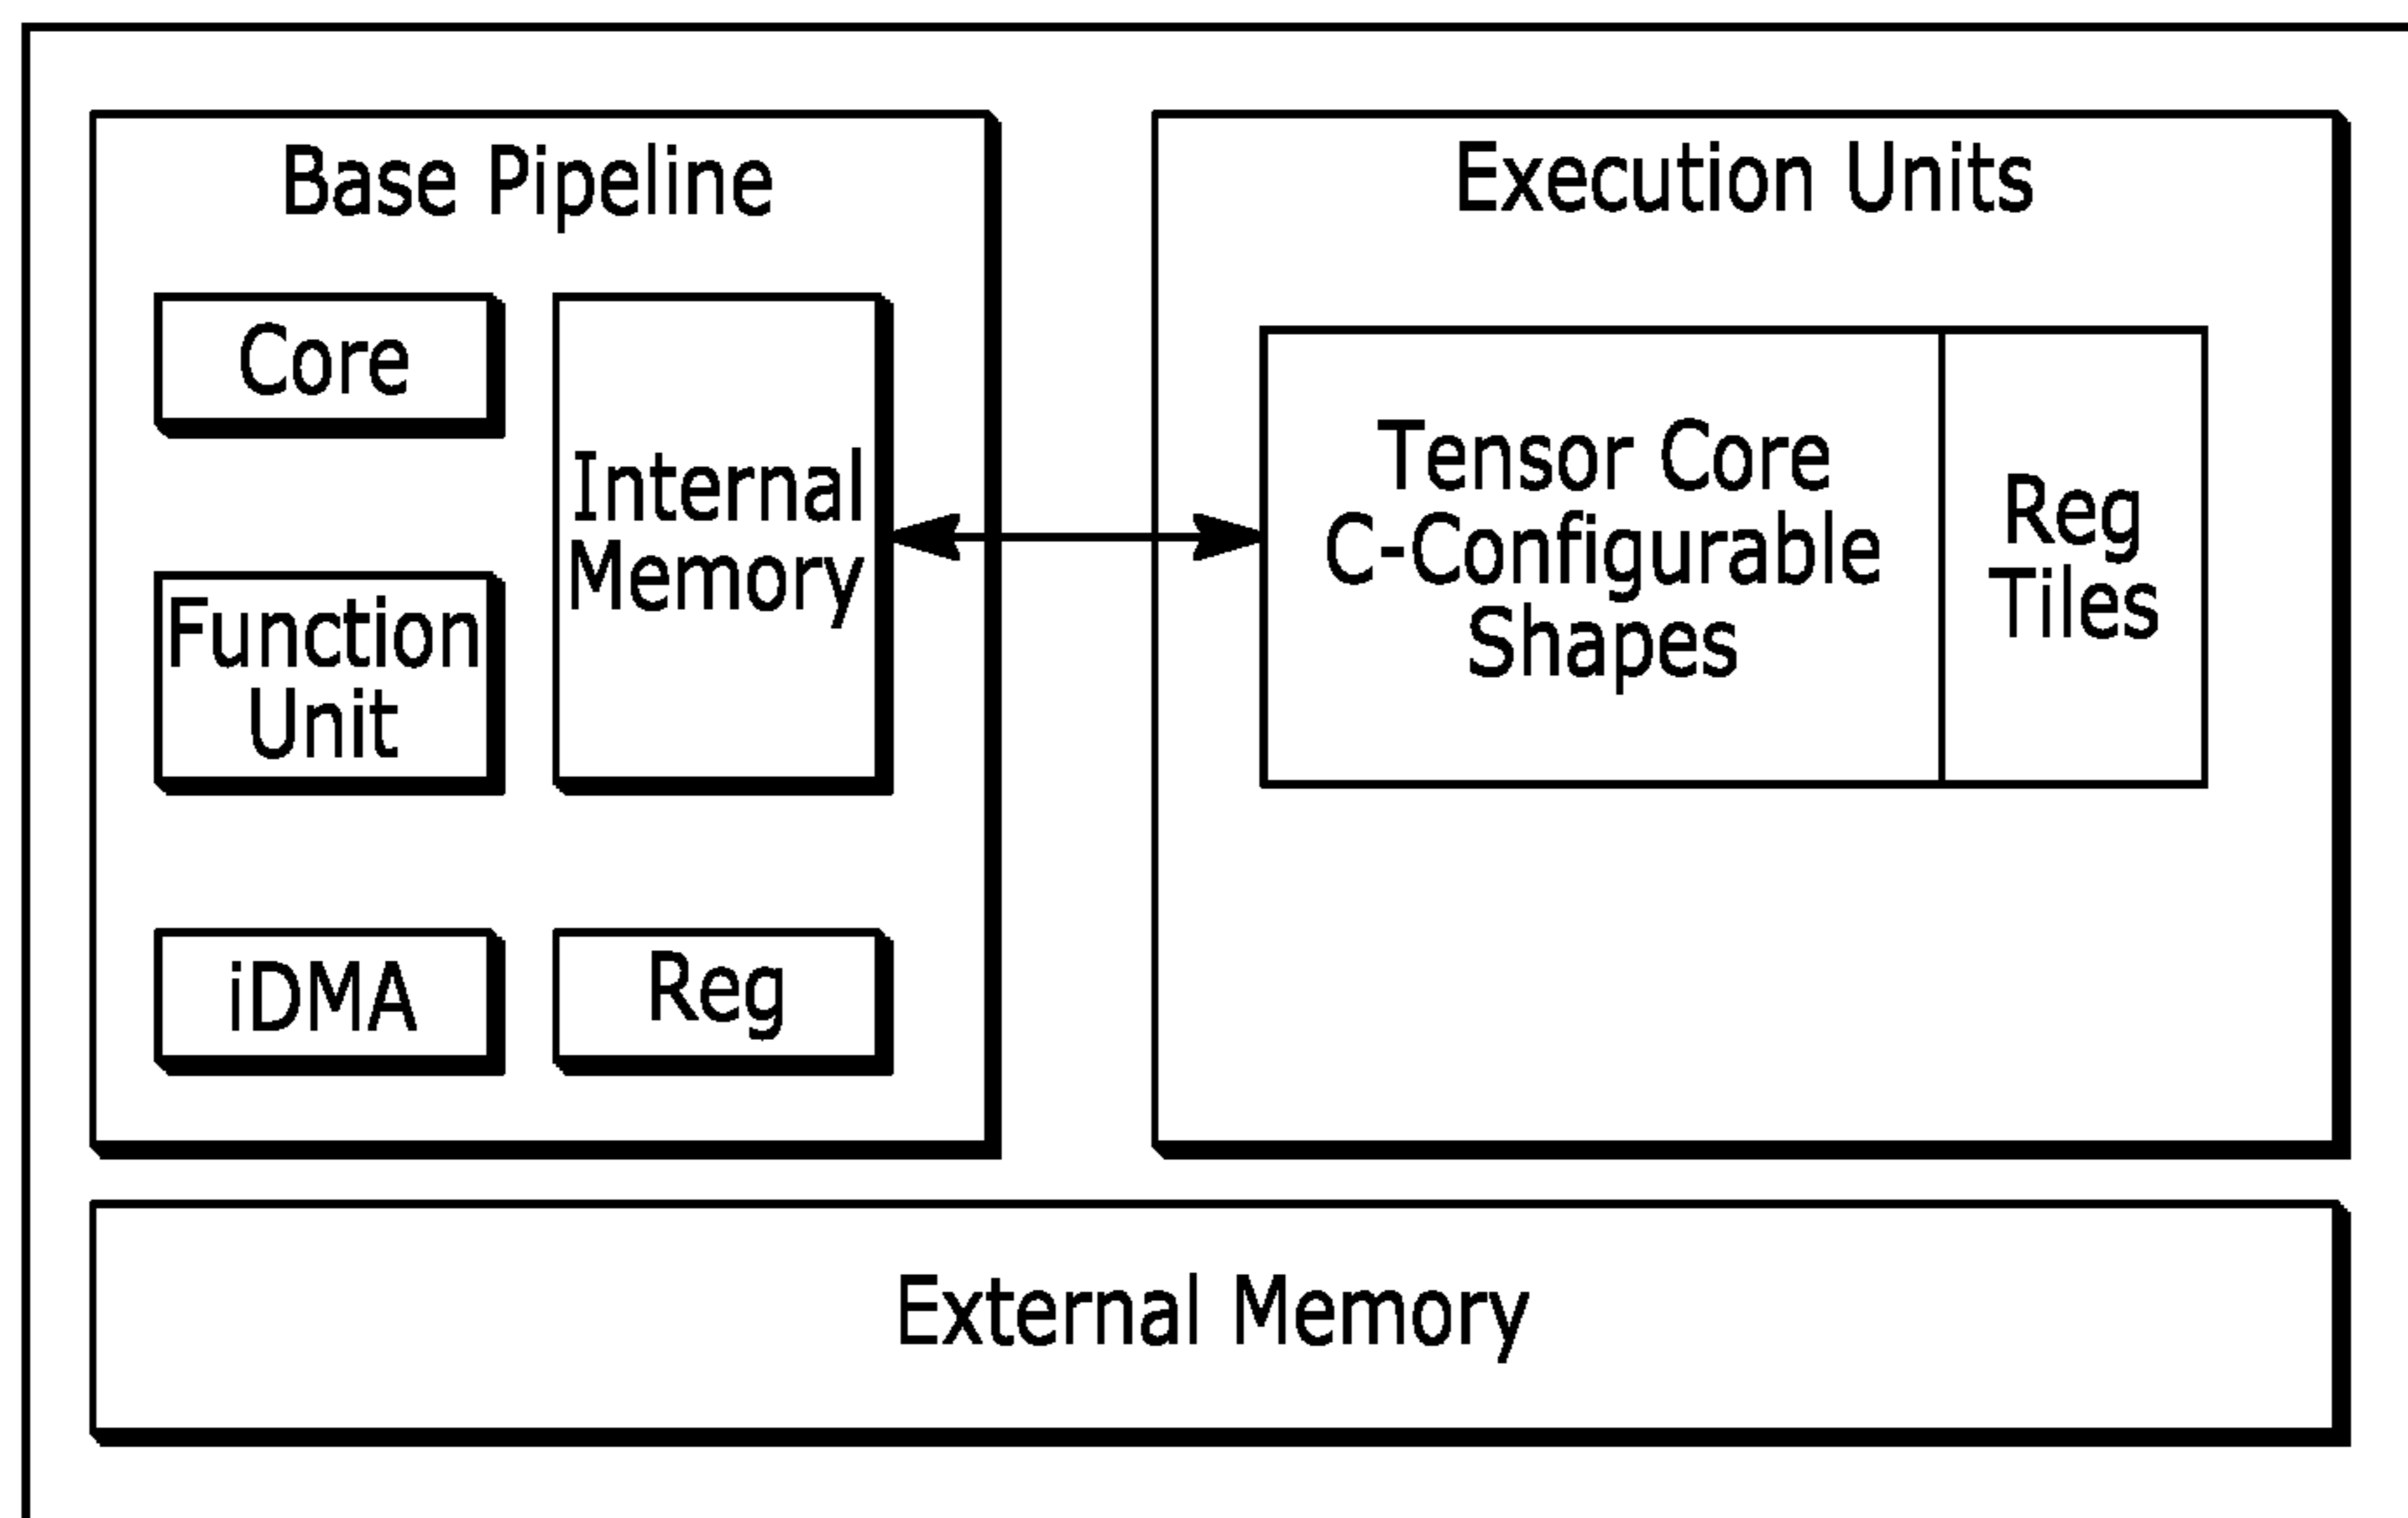 Base Pipeline
Core
Internal
Memory
Function
Unit
iDMA
Reg
Execution Units
Tensor Core
C-Configurable
Shapes
Reg
Tiles
External Memory